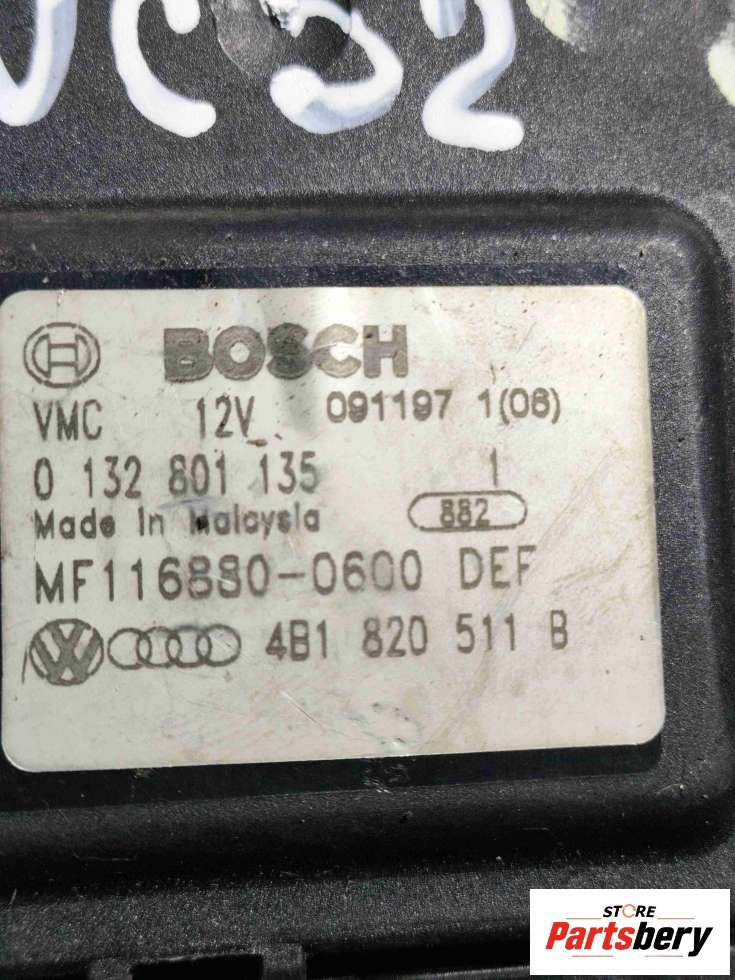 BOSCH
VMC 12V 091197 1(06)
0 132 801 135 1
Made in Malaysia 882
MF116880-0600 DEF
VW 4B1 820 511 B
STORE
Partsbery